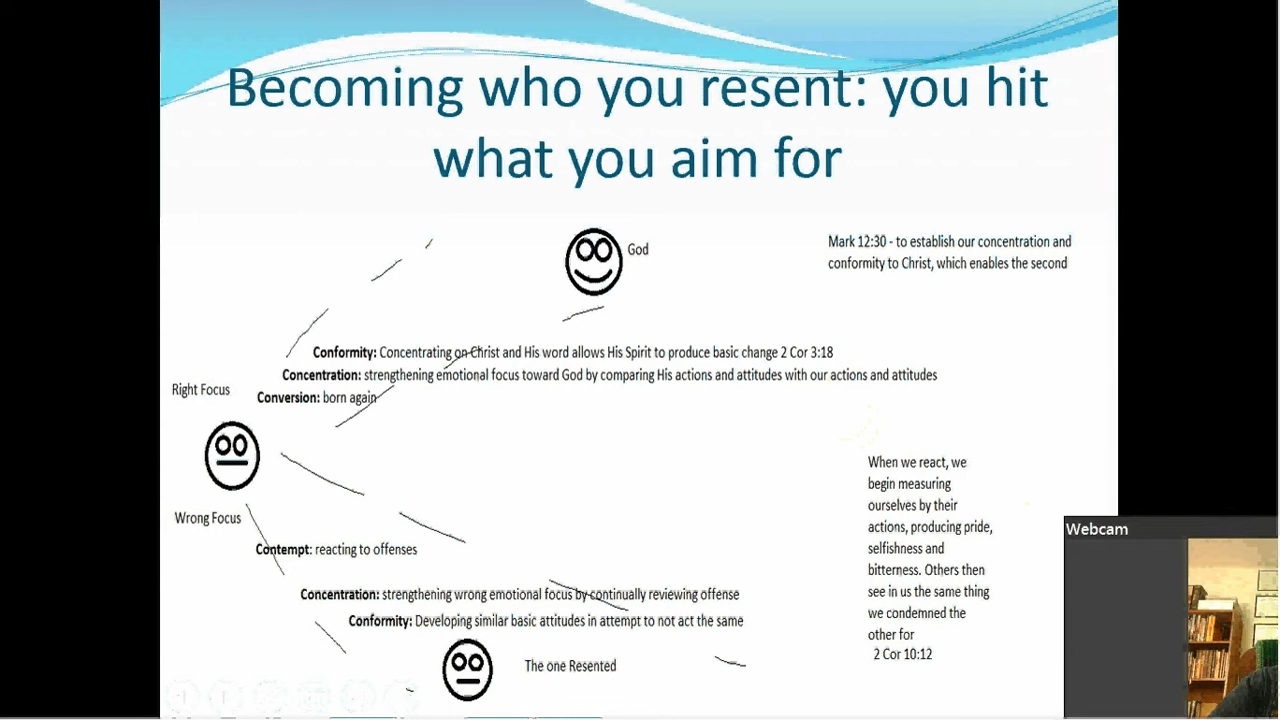 Becoming who you resent: you hit
what you aim for
God
Mark 12:30 - to establish our concentration and
conformity to Christ, which enables the second
Conformity: Concentrating on Christ and His word allows His Spirit to produce basic change 2 Cor 3:18
Concentration: strengthening emotional focus toward God by comparing His actions and attitudes with our actions and attitudes
Right Focus
Conversion: born again
Wrong Focus
Contempt: reacting to offenses
Concentration: strengthening wrong emotional focus by continually reviewing offense
Conformity: Developing similar basic attitudes in attempt to not act the same
The one Resented
When we react, we
begin measuring
ourselves by their
actions, producing pride,
selfishness and
bitterness. Others then
see in us the same thing
we condemned the
other for
2 Cor 10:12
Webcam